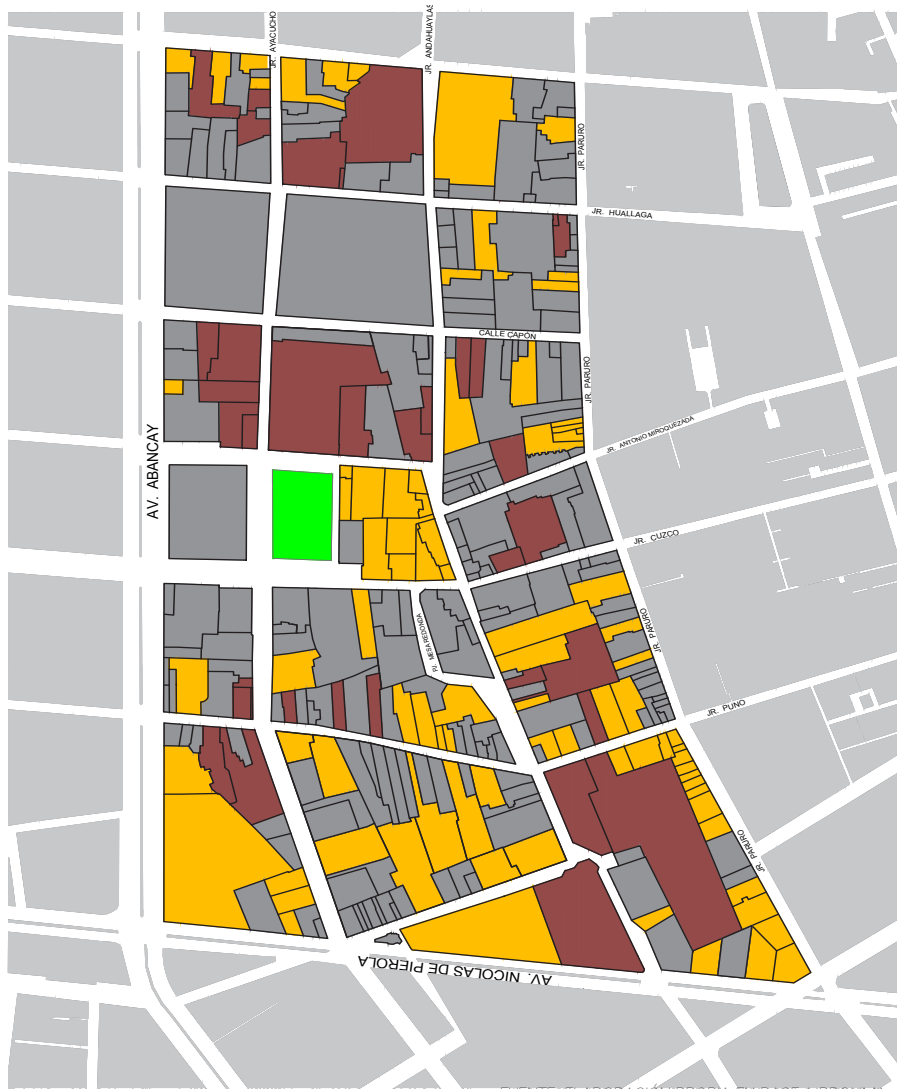 JR. AYACUCHO
JR. ANDAHUAYLAS
JR. PARURO
JR. HUALLAGA
CALLE CAPÓN
JR. PARURO
JR. ANTONIO MIROQUEZADA
AV. ABANCAY
JR. CUZCO
PJ. MESA REDONDA
JR. PARURO
JR. PUNO
JR. PARURO
AV. NICOLAS DE PIEROLA